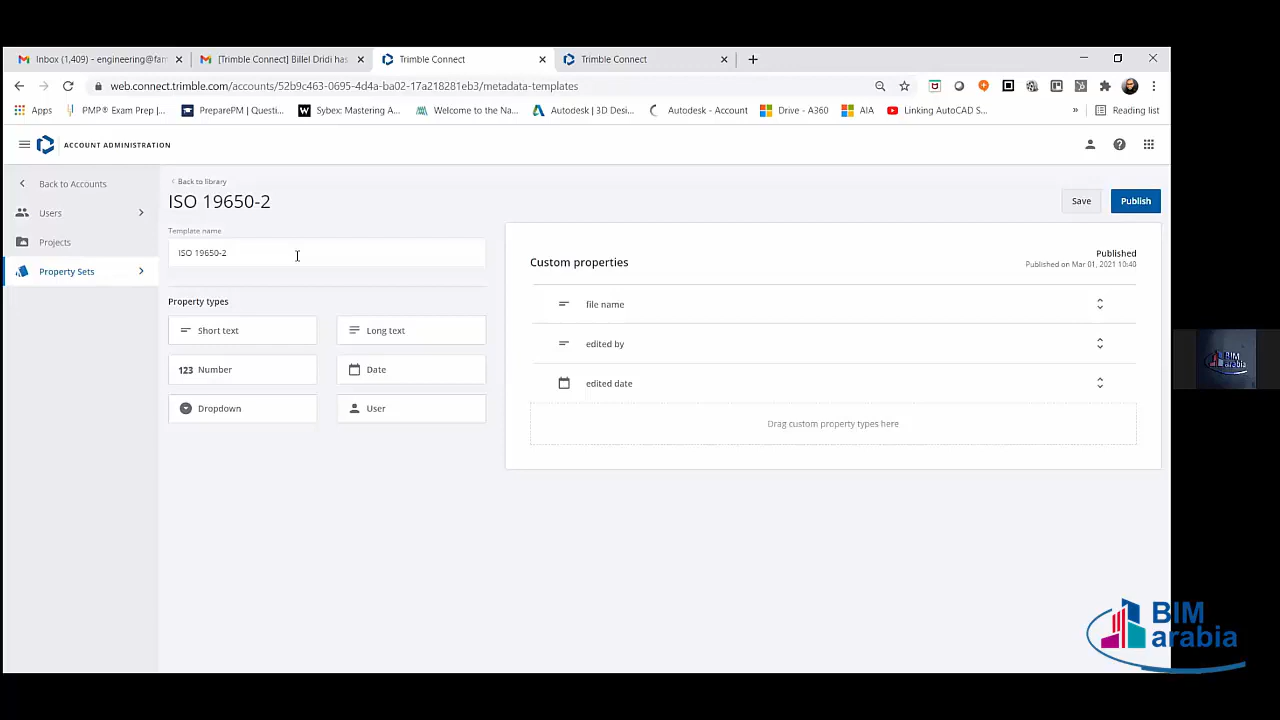 Inbox (1,409) - engineering@fam
[Trimble Connect] Billel Dridi has
Trimble Connect
Trimble Connect
web.connect.trimble.com/accounts/52b9c463-0695-4d4a-ba02-17a18281eb3/metadata-templates
Apps
PMP® Exam Prep |...
PreparePM | Questi...
Sybex: Mastering A...
Welcome to the Na...
Autodesk | 3D Desi...
Autodesk - Account
Drive - A360
AIA
Linking AutoCAD S...
»
Reading list
ACCOUNT ADMINISTRATION
Back to Accounts
Users
Projects
Property Sets
Back to library
ISO 19650-2
Save
Publish
Template name
ISO 19650-2
Property types
Short text
Long text
123 Number
Date
Dropdown
User
Custom properties
Published
Published on Mar 01, 2021 10:40
file name
edited by
edited date
Drag custom property types here
BIM
arabia
BIM
arabia